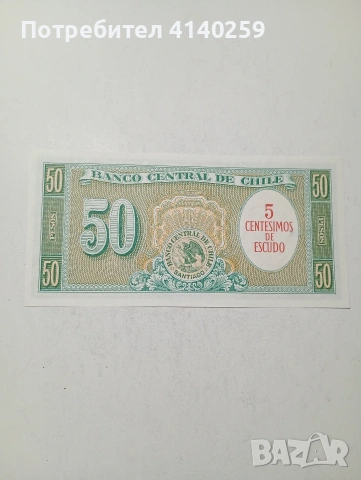 Потребител 4140259
BANCO CENTRAL DE CHILE
50
50
PESOS
PESOS
50
5
CENTESIMOS
DE
ESCUDO
BANCO CENTRAL DE CHILE
SANTIAGO
50
50
BAZAR
bg